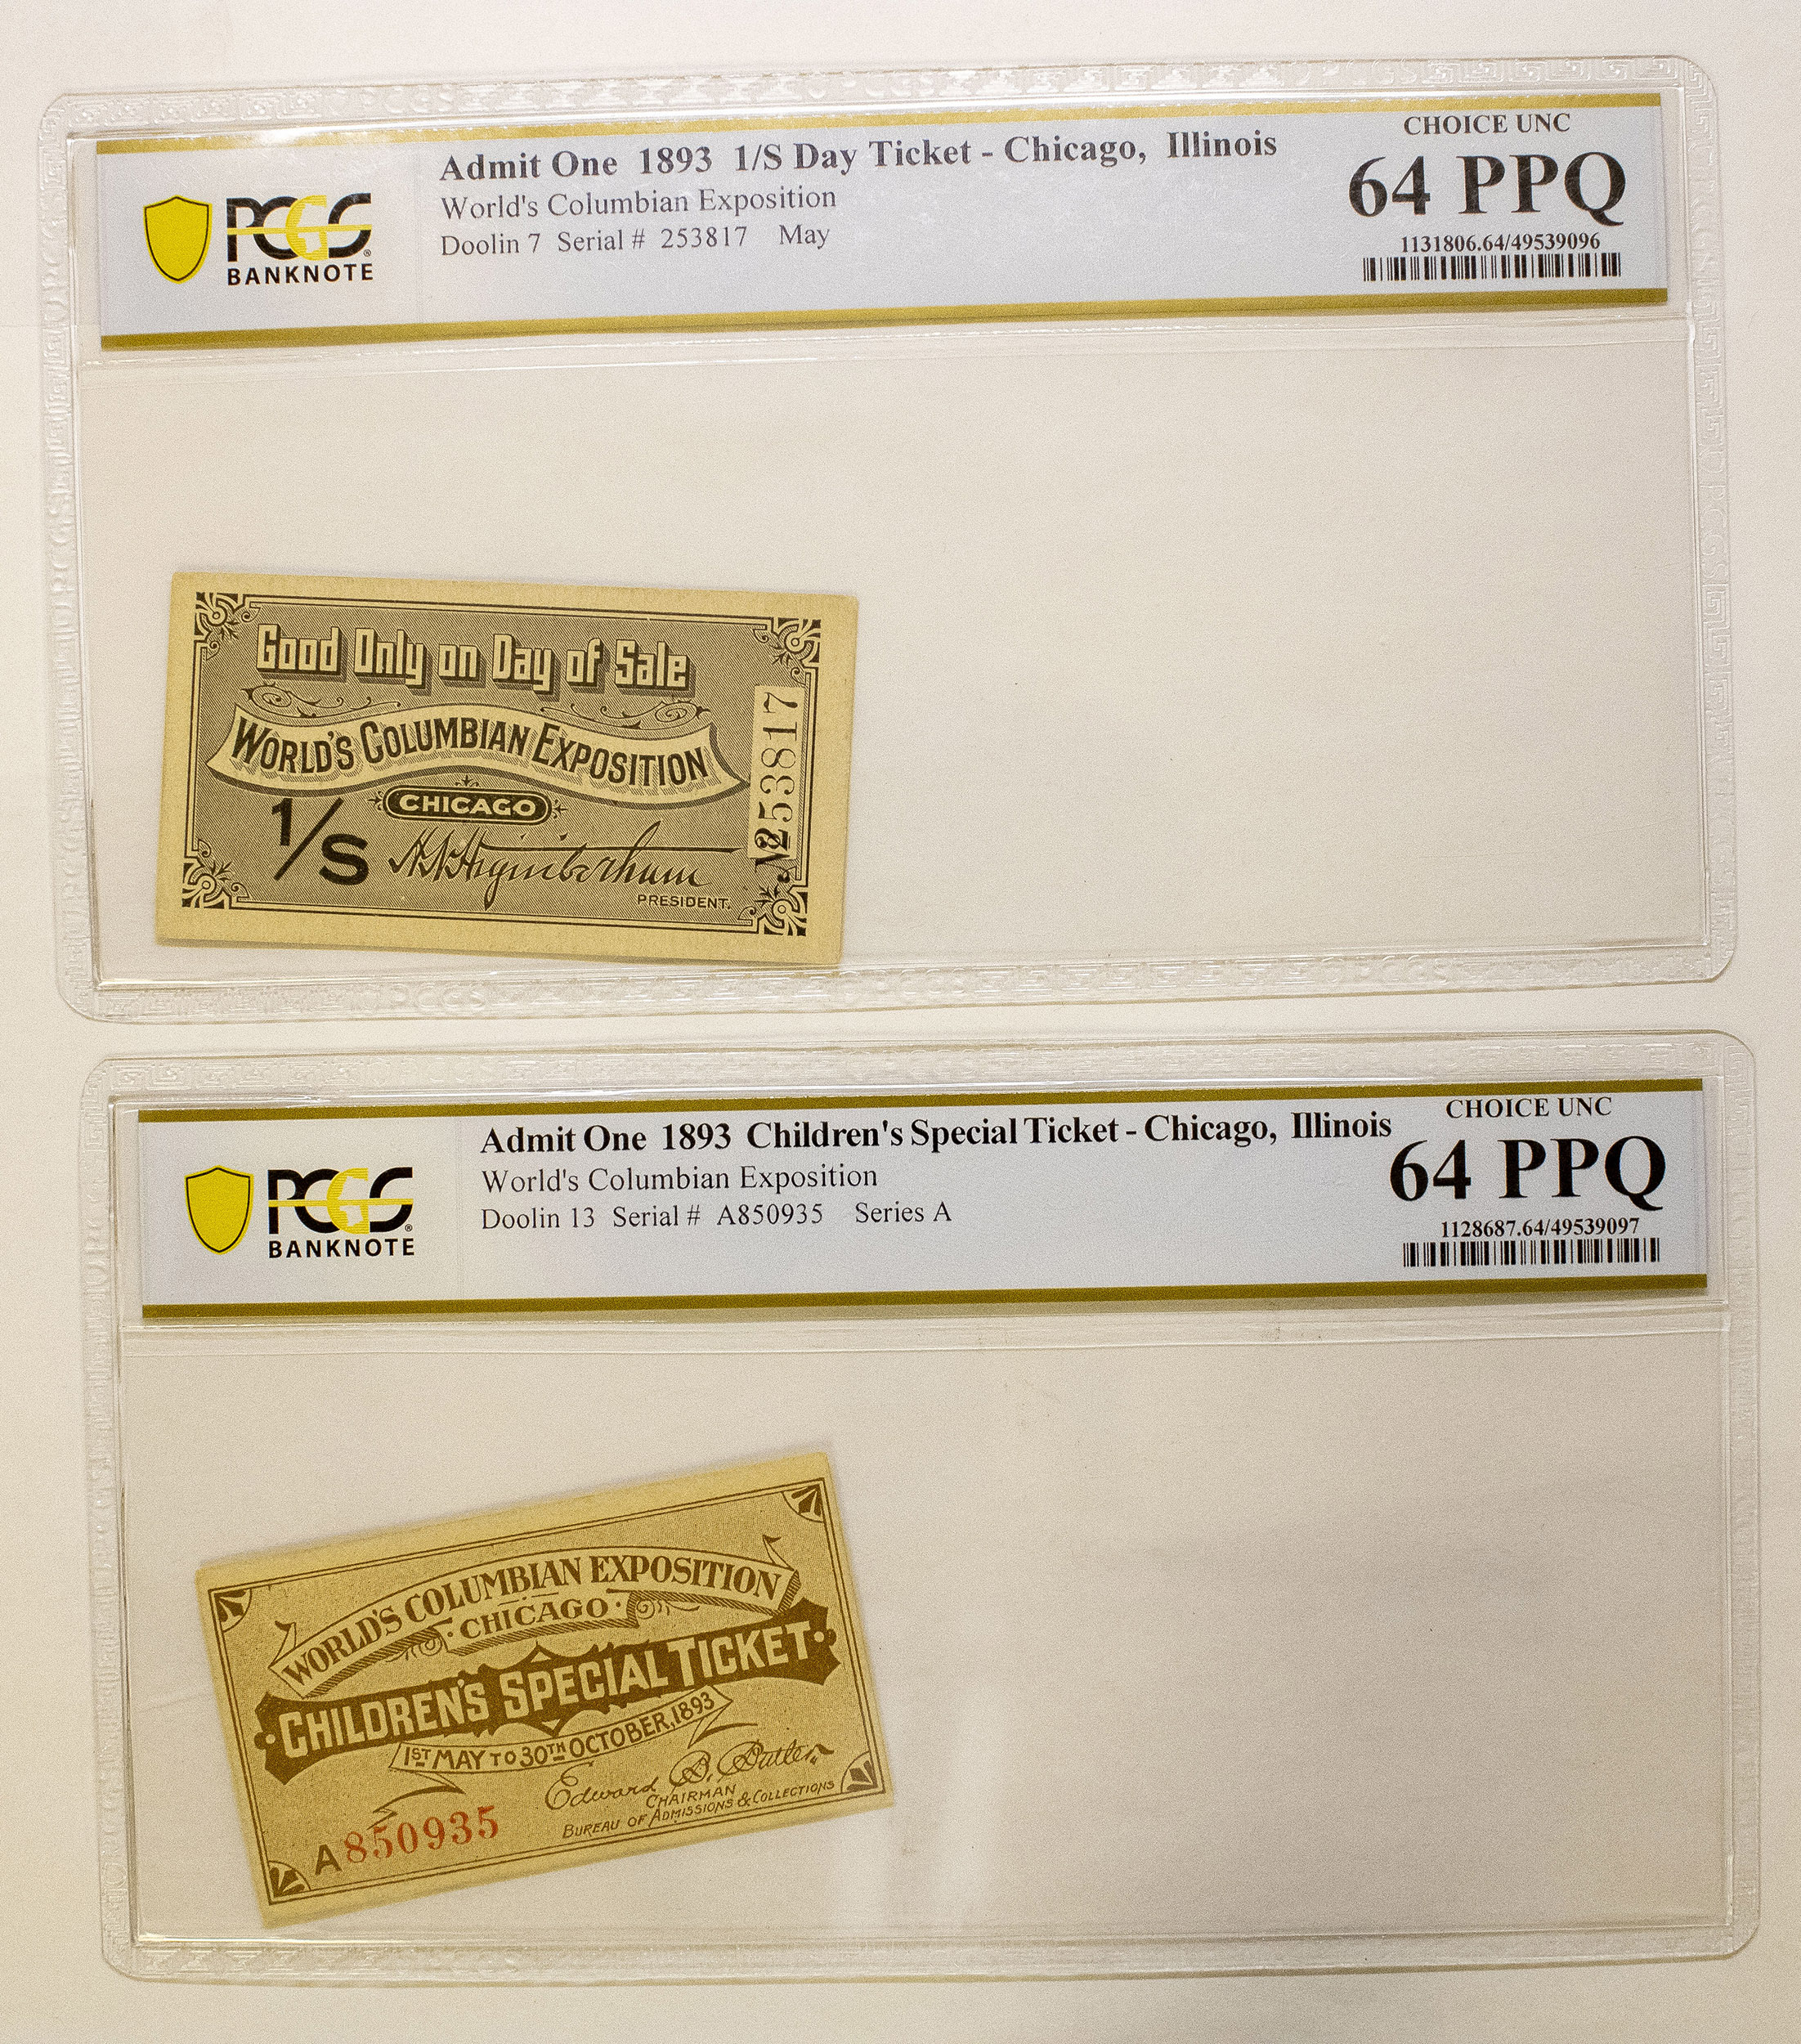 PCGS
BANKNOTE
Admit One 1893 1/S Day Ticket - Chicago, Illinois
World's Columbian Exposition
Doolin 7 Serial # 253817 May
CHOICE UNC
64 PPQ
1131806.64/49539096
Good Only on Day of Sale
WORLD'S COLUMBIAN EXPOSITION
CHICAGO
1/S
H.N. Higinbotham
PRESIDENT.
№ 253817
PCGS
BANKNOTE
Admit One 1893 Children's Special Ticket - Chicago, Illinois
World's Columbian Exposition
Doolin 13 Serial # A850935 Series A
CHOICE UNC
64 PPQ
1128687.64/49539097
WORLD'S COLUMBIAN EXPOSITION
·CHICAGO·
·CHILDREN'S SPECIAL TICKET·
1ST MAY TO 30TH OCTOBER, 1893
Edward B. Butler
CHAIRMAN
BUREAU OF ADMISSIONS & COLLECTIONS
A850935